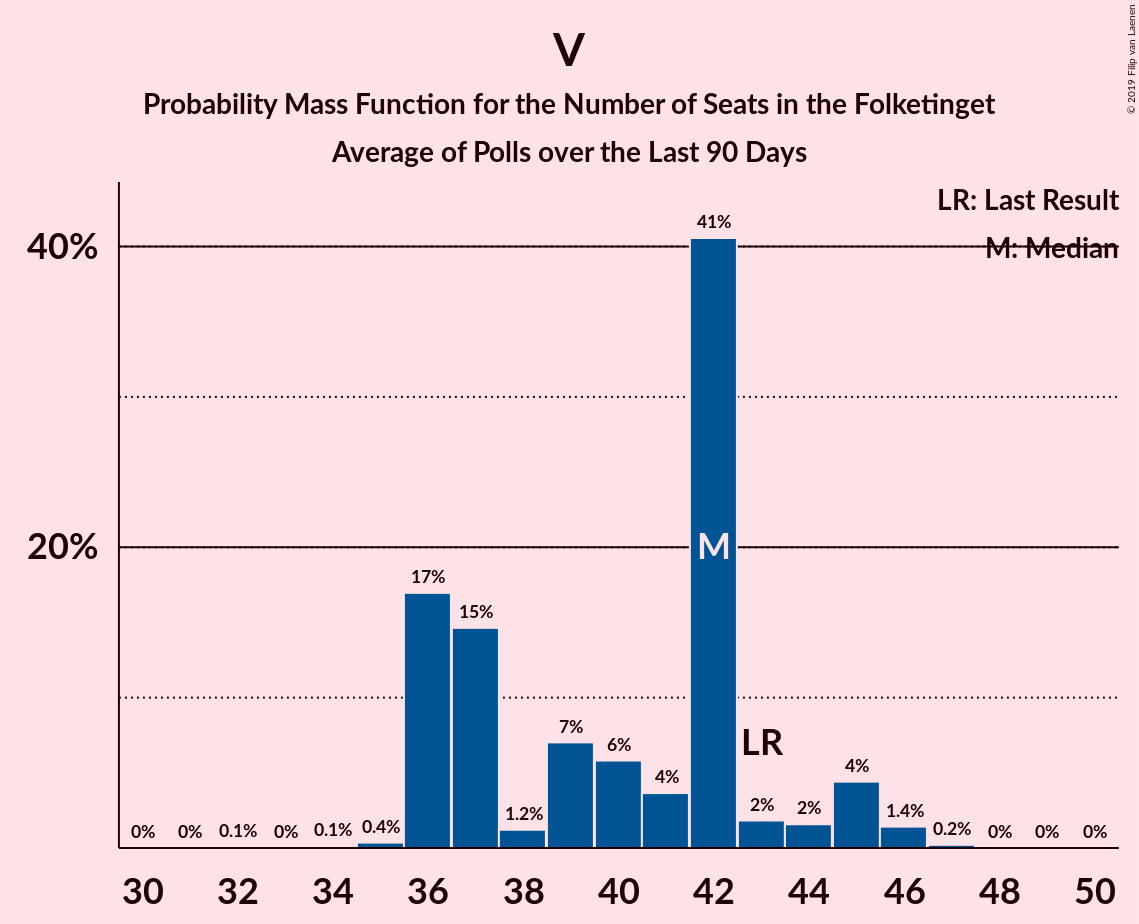 V
Probability Mass Function for the Number of Seats in the Folketinget
Average of Polls over the Last 90 Days
© 2019 Filip van Laenen
LR: Last Result
M: Median
40%
20%
0%
0%
0.1%
0%
0.1%
0.4%
17%
15%
1.2%
7%
6%
4%
41%
M
LR
2%
2%
4%
1.4%
0.2%
0%
0%
0%
30 32 34 36 38 40 42 44 46 48 50